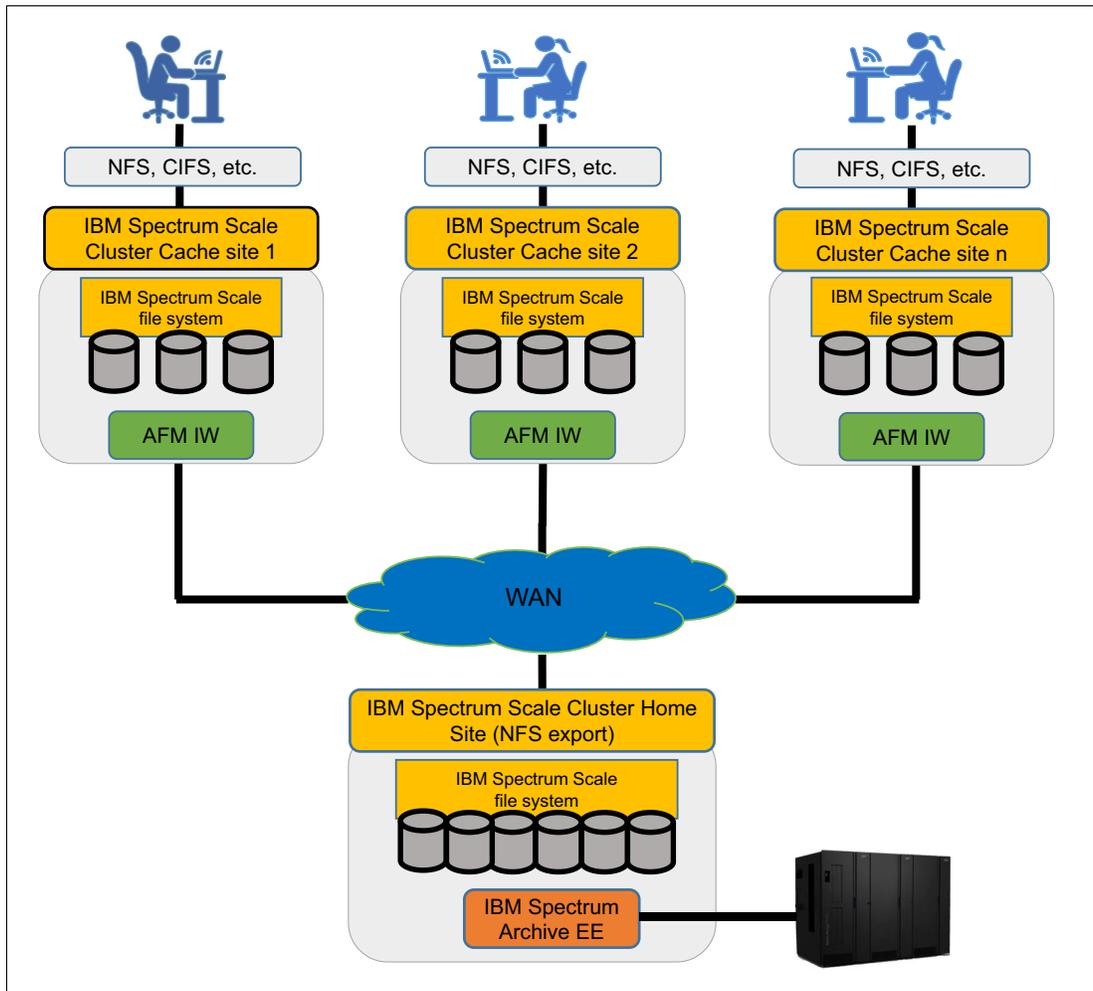 NFS, CIFS, etc.
NFS, CIFS, etc.
NFS, CIFS, etc.
IBM Spectrum Scale
Cluster Cache site 1
IBM Spectrum Scale
Cluster Cache site 2
IBM Spectrum Scale
Cluster Cache site n
IBM Spectrum Scale
file system
IBM Spectrum Scale
file system
IBM Spectrum Scale
file system
AFM IW
AFM IW
AFM IW
WAN
IBM Spectrum Scale Cluster Home
Site (NFS export)
IBM Spectrum Scale
file system
IBM Spectrum
Archive EE